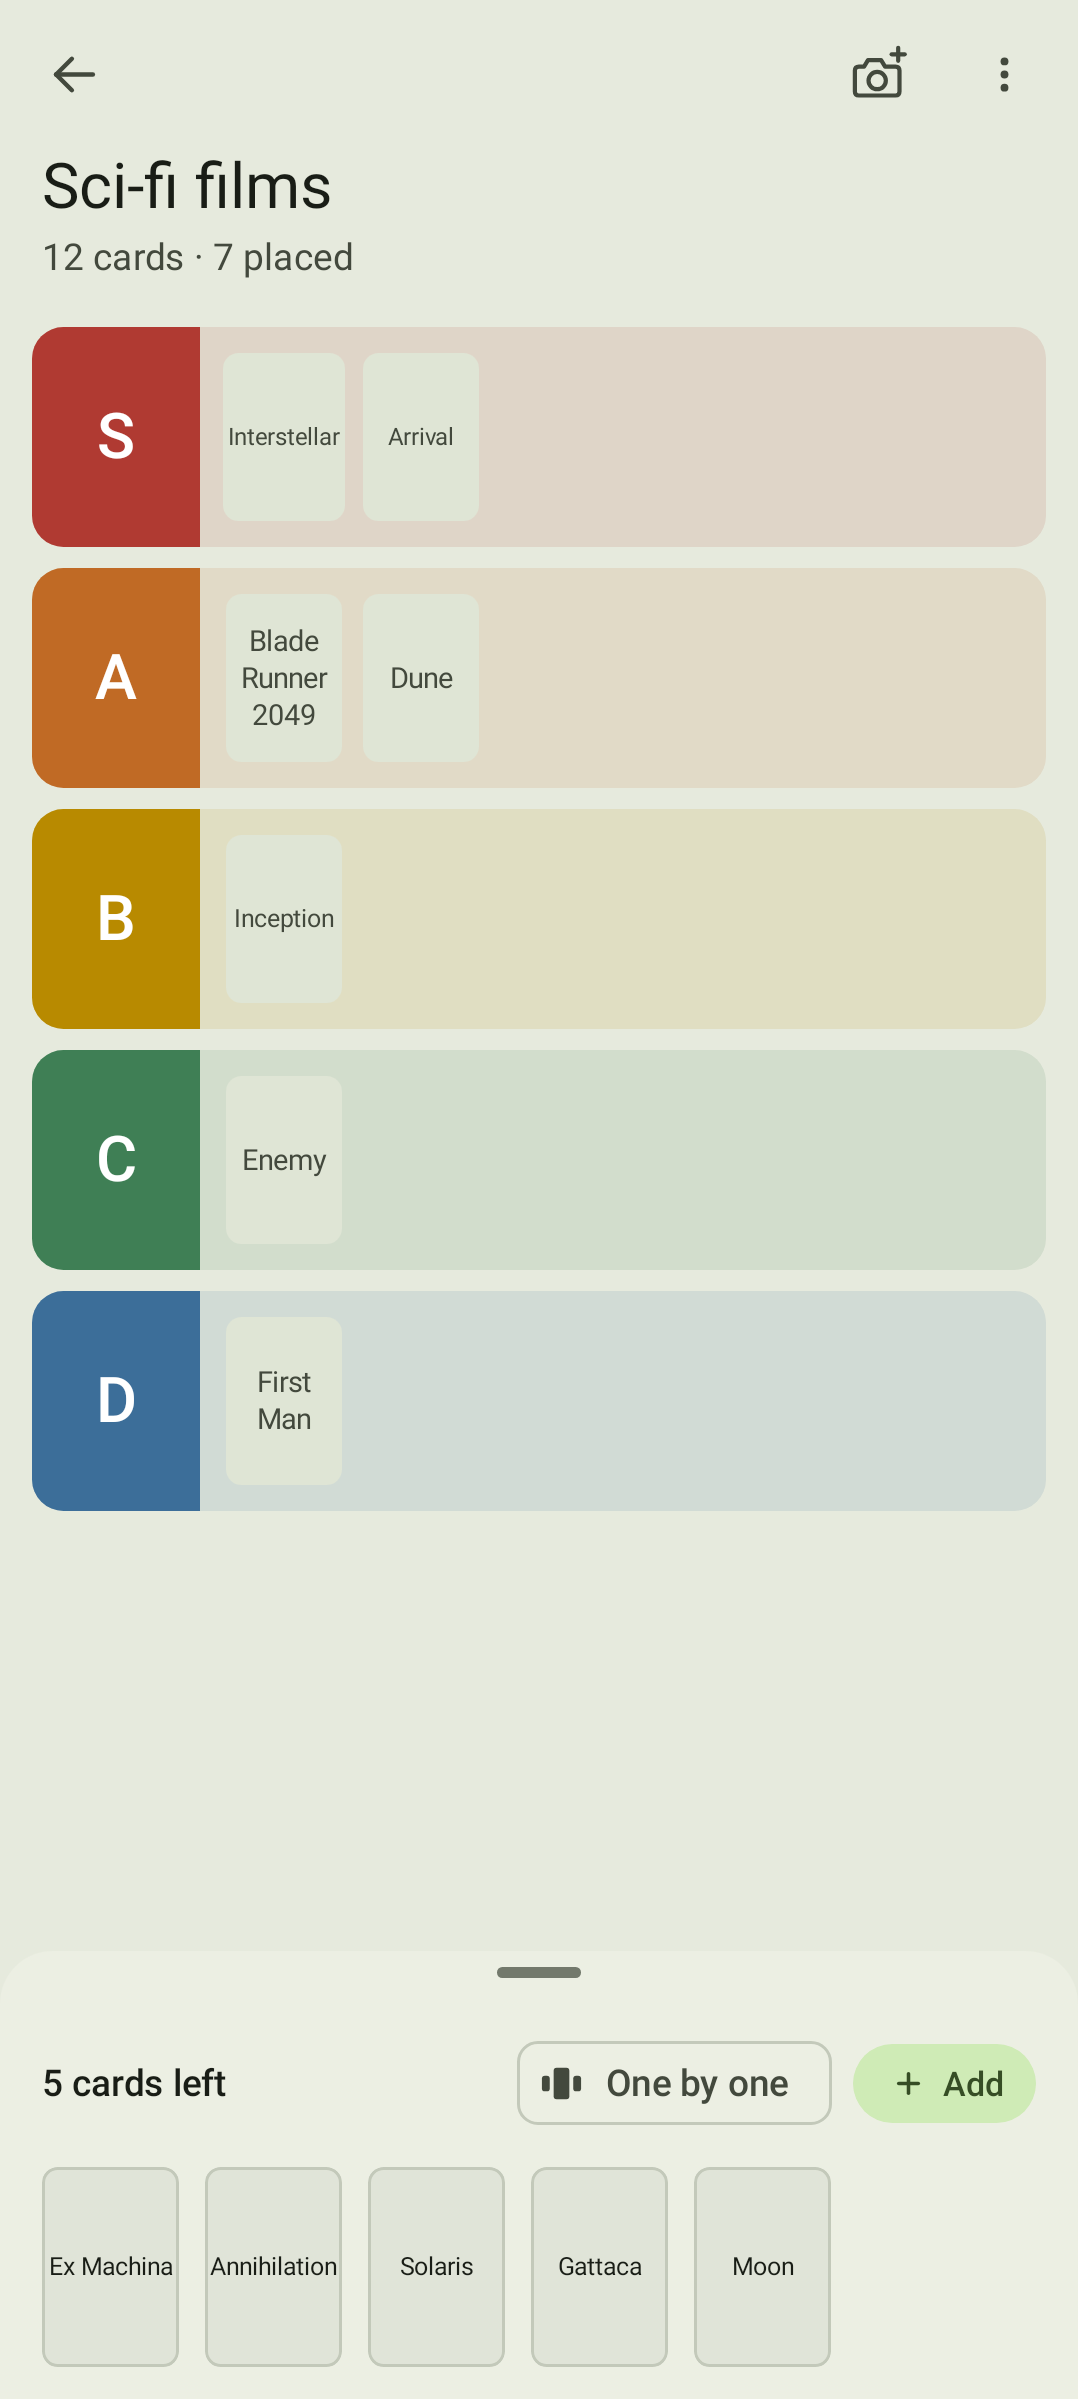 Sci-fi films
12 cards · 7 placed
S
Interstellar
Arrival
A
Blade
Runner
2049
Dune
B
Inception
C
Enemy
D
First
Man
5 cards left
One by one
Add
Ex Machina
Annihilation
Solaris
Gattaca
Moon